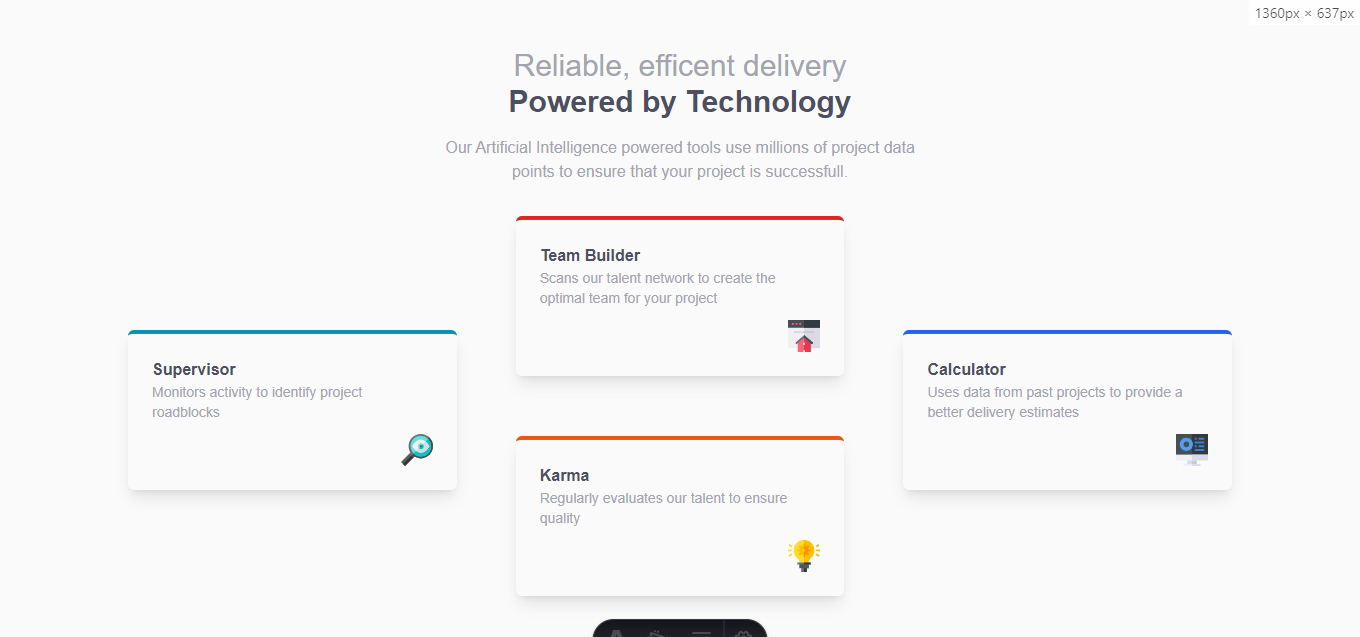 1360px × 637px
Reliable, efficent delivery
Powered by Technology
Our Artificial Intelligence powered tools use millions of project data
points to ensure that your project is successfull.
Team Builder
Scans our talent network to create the
optimal team for your project
Supervisor
Monitors activity to identify project
roadblocks
Calculator
Uses data from past projects to provide a
better delivery estimates
Karma
Regularly evaluates our talent to ensure
quality